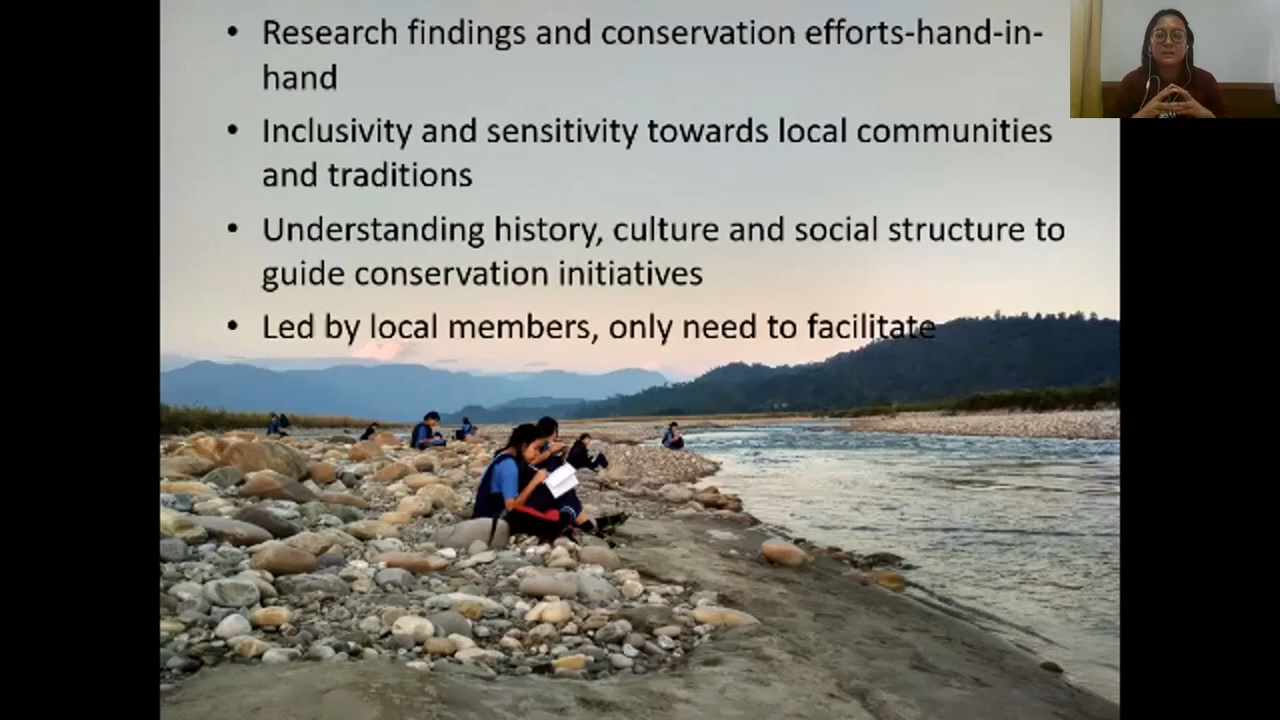 • Research findings and conservation efforts-hand-in-
hand
• Inclusivity and sensitivity towards local communities
and traditions
• Understanding history, culture and social structure to
guide conservation initiatives
• Led by local members, only need to facilitate